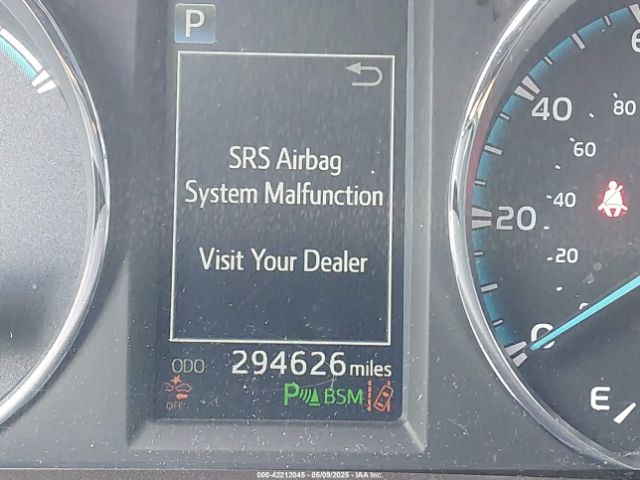 P
SRS Airbag
System Malfunction
Visit Your Dealer
ODO 294626 miles
OFF P BSM
40
80
60
40
20
20
0
E
000-42212045 - 05/09/2025 - IAA Inc.